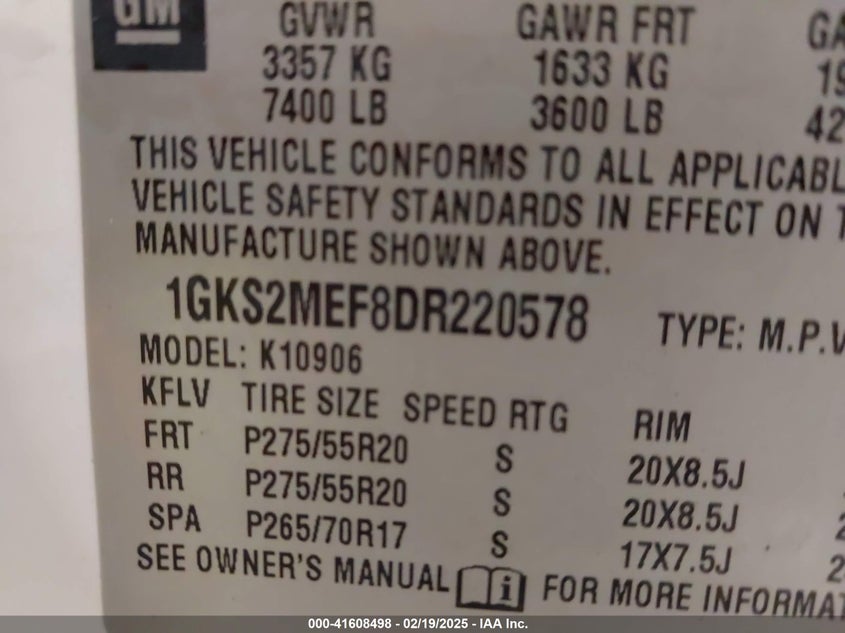 GM
GVWR GAWR FRT GA
3357 KG 1633 KG 19
7400 LB 3600 LB 42
THIS VEHICLE CONFORMS TO ALL APPLICABL
VEHICLE SAFETY STANDARDS IN EFFECT ON T
MANUFACTURE SHOWN ABOVE.
1GKS2MEF8DR220578 TYPE: M.P.V
MODEL: K10906
KFLV TIRE SIZE SPEED RTG RIM
FRT P275/55R20 S 20X8.5J
RR P275/55R20 S 20X8.5J
SPA P265/70R17 S 17X7.5J
SEE OWNER'S MANUAL i FOR MORE INFORMAT
000-41608498 - 02/19/2025 - IAA Inc.